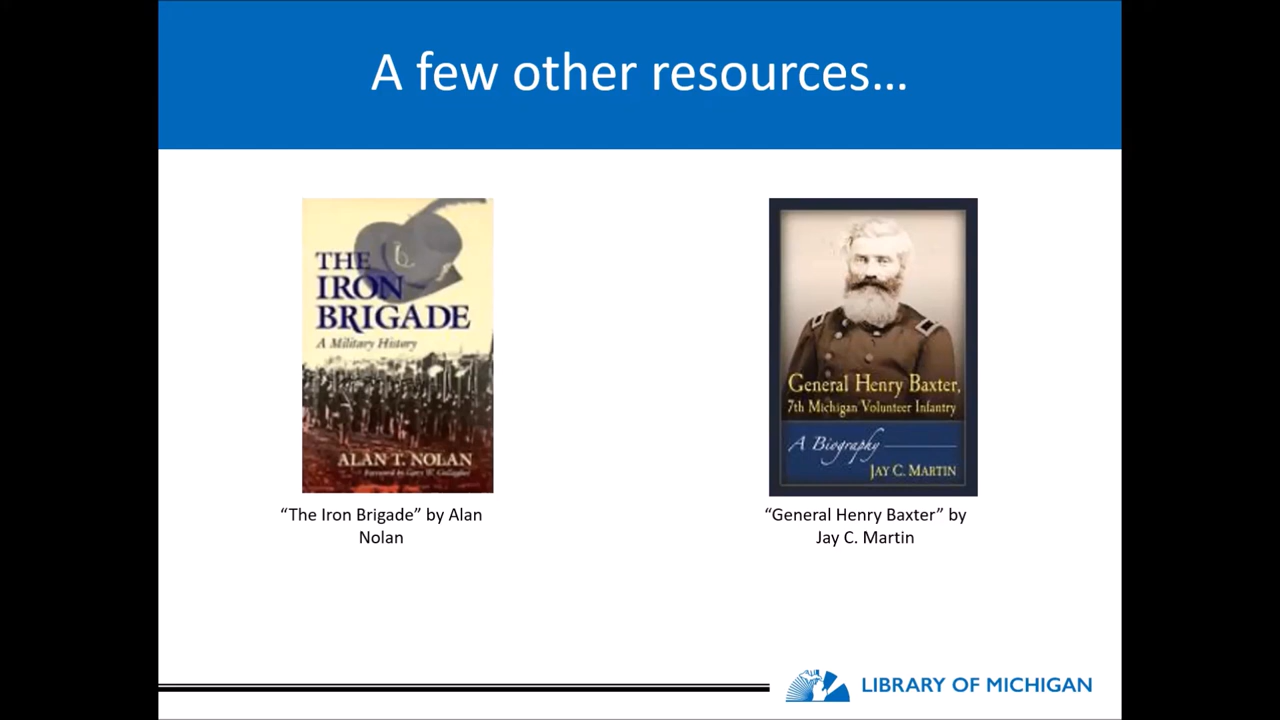 A few other resources...
THE
IRON
BRIGADE
A Military History
ALAN T. NOLAN
Foreword by Gary W. Gallagher
“The Iron Brigade” by Alan
Nolan
General Henry Baxter,
7th Michigan Volunteer Infantry
A Biography
JAY C. MARTIN
“General Henry Baxter” by
Jay C. Martin
LIBRARY OF MICHIGAN